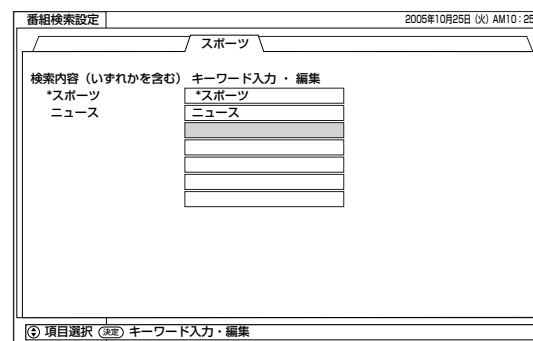 番組検索設定 2005年10月25日 (火) AM10:25
スポーツ
検索内容（いずれかを含む） キーワード入力 ・ 編集
*スポーツ *スポーツ
ニュース ニュース
項目選択 決定 キーワード入力・編集